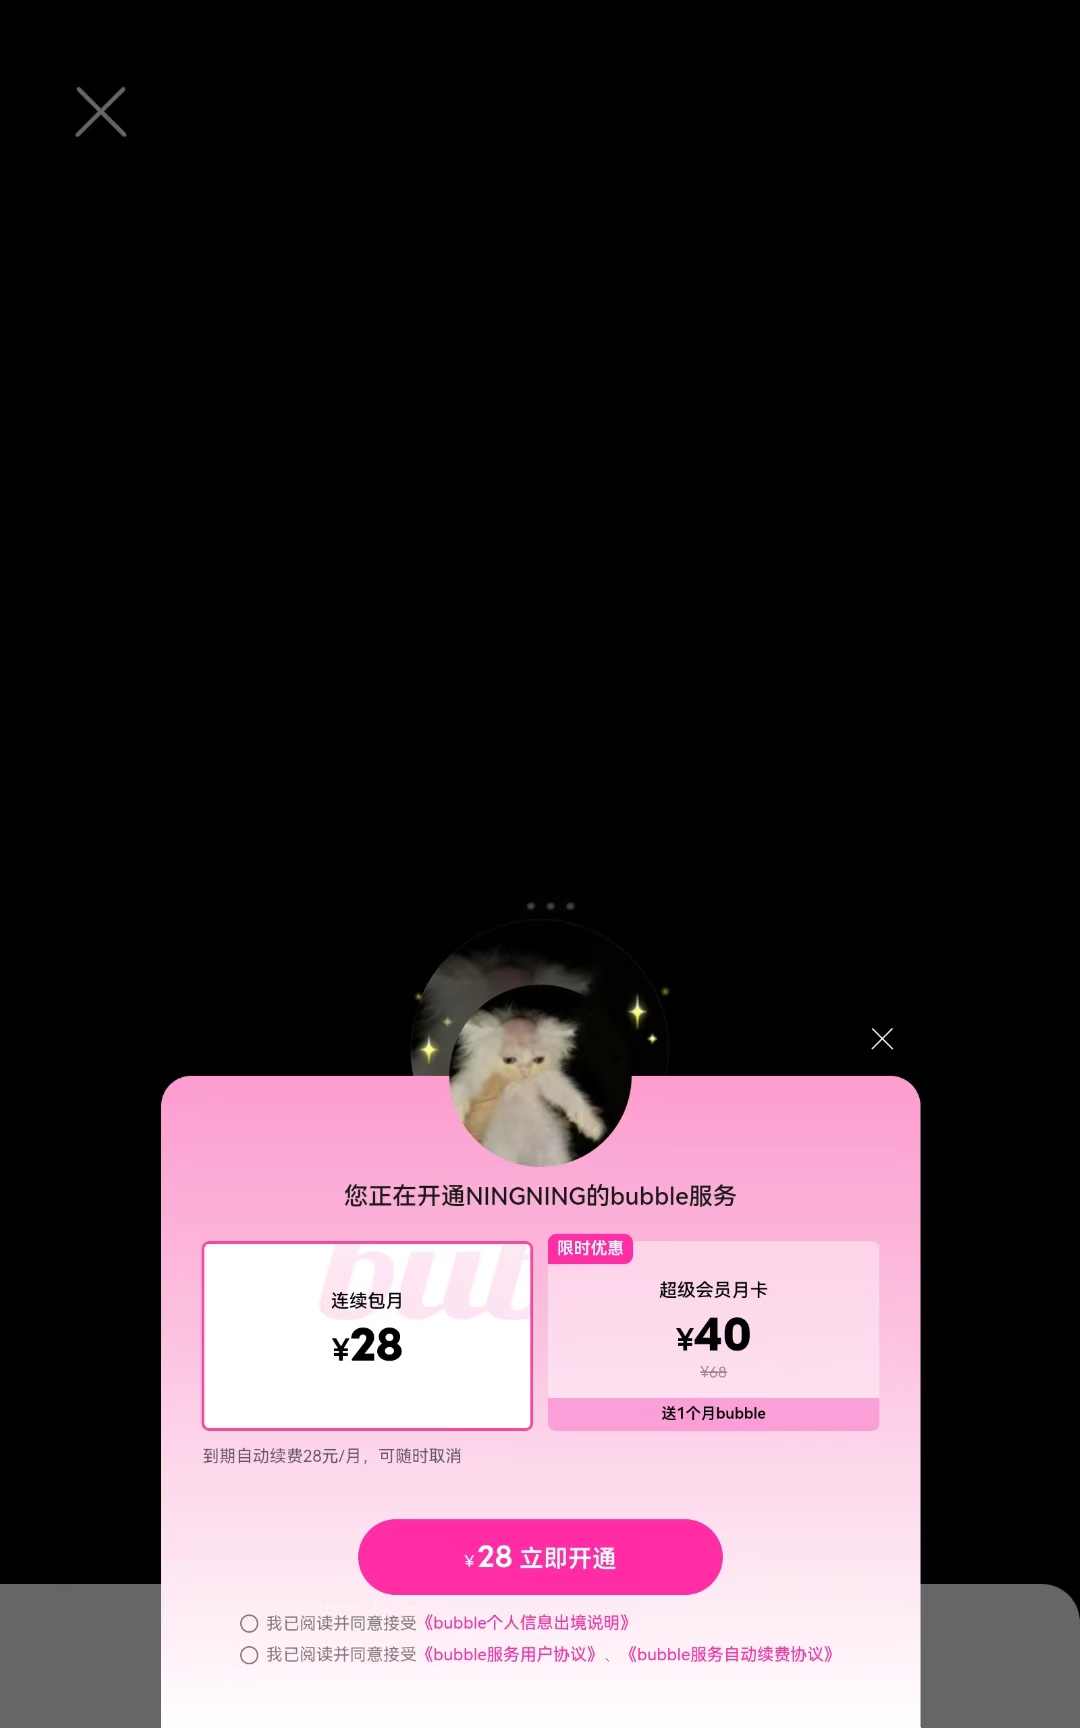 您正在开通NINGNING的bubble服务
bub
连续包月
¥28
限时优惠
超级会员月卡
¥40
¥68
送1个月bubble
到期自动续费28元/月，可随时取消
¥28 立即开通
我已阅读并同意接受《bubble个人信息出境说明》
我已阅读并同意接受《bubble服务用户协议》、《bubble服务自动续费协议》